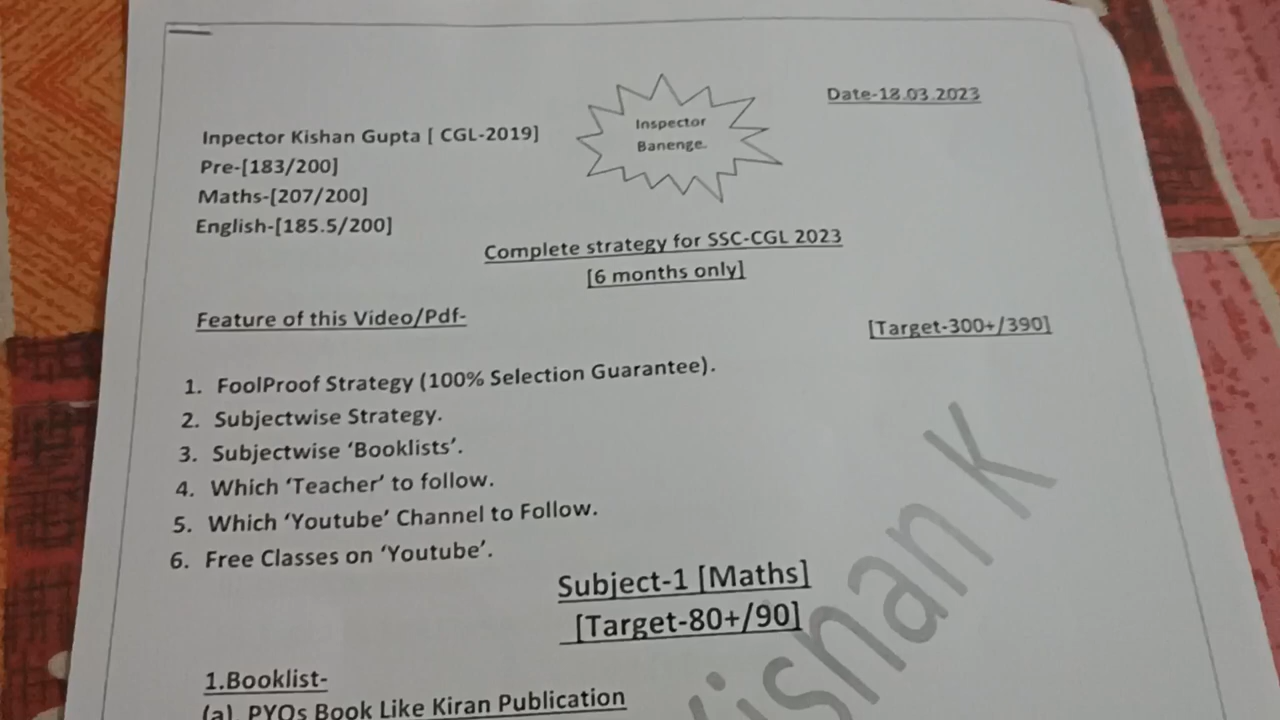 Date-18.03.2023
Inspector
Banenge.
Inpector Kishan Gupta [ CGL-2019]
Pre-[183/200]
Maths-[207/200]
English-[185.5/200]
Complete strategy for SSC-CGL 2023
[6 months only]
Feature of this Video/Pdf-
[Target-300+/390]
1. FoolProof Strategy (100% Selection Guarantee).
2. Subjectwise Strategy.
3. Subjectwise ‘Booklists’.
4. Which ‘Teacher’ to follow.
5. Which ‘Youtube’ Channel to Follow.
6. Free Classes on ‘Youtube’.
Subject-1 [Maths]
[Target-80+/90]
1.Booklist-
(a) PYQs Book Like Kiran Publication
Kishan K